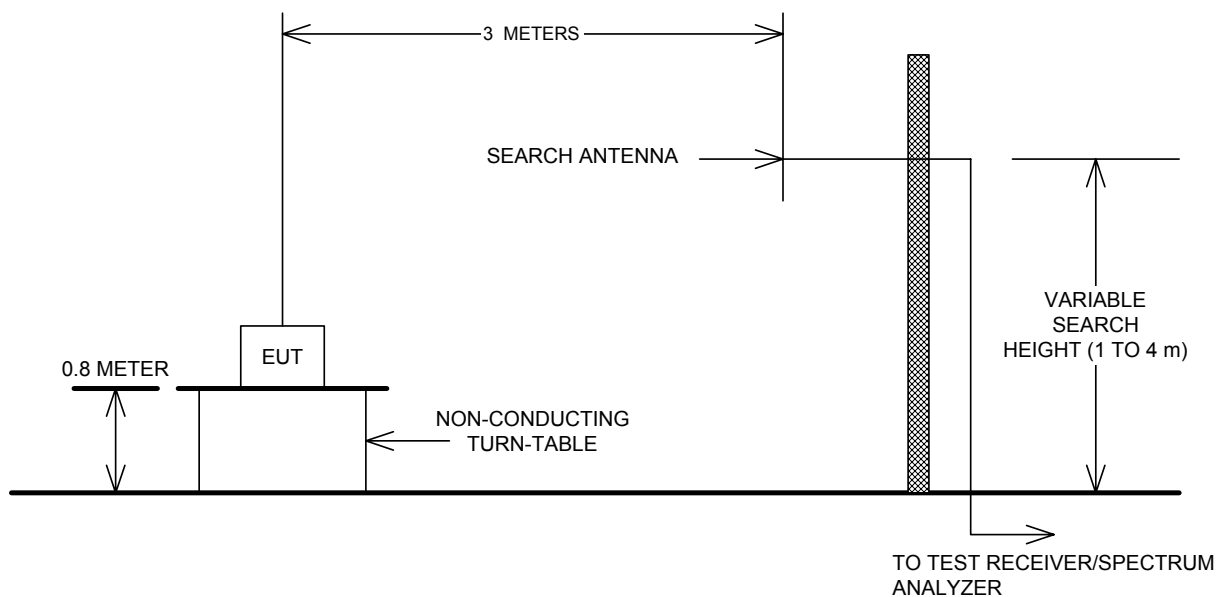 3 METERS
SEARCH ANTENNA
VARIABLE
SEARCH
HEIGHT (1 TO 4 m)
EUT
0.8 METER
NON-CONDUCTING
TURN-TABLE
TO TEST RECEIVER/SPECTRUM
ANALYZER